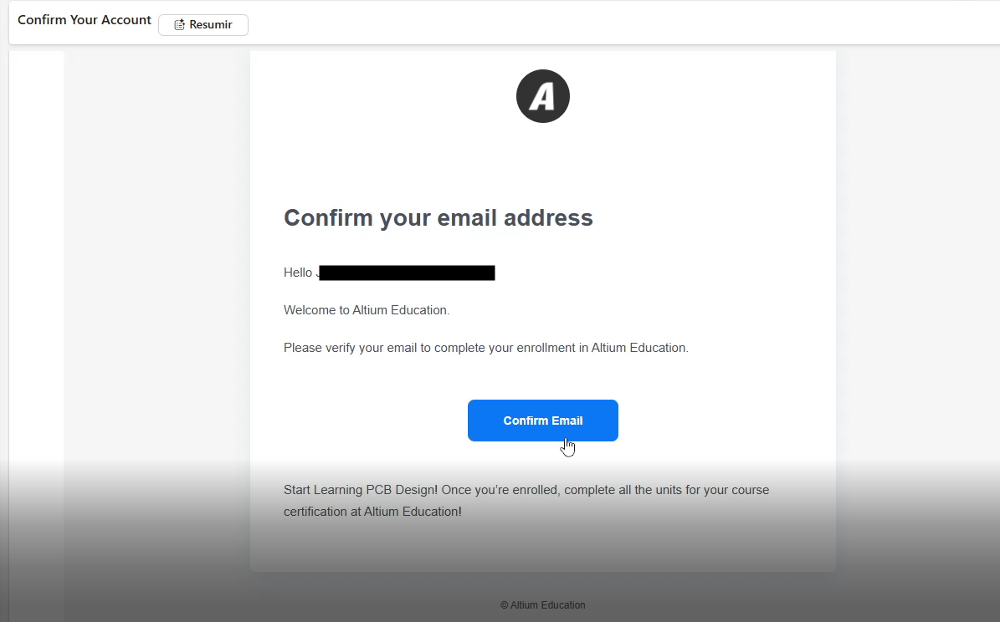 Confirm Your Account
Resumir
A
Confirm your email address
Hello
Welcome to Altium Education.
Please verify your email to complete your enrollment in Altium Education.
Confirm Email
Start Learning PCB Design! Once you're enrolled, complete all the units for your course
certification at Altium Education!
© Altium Education